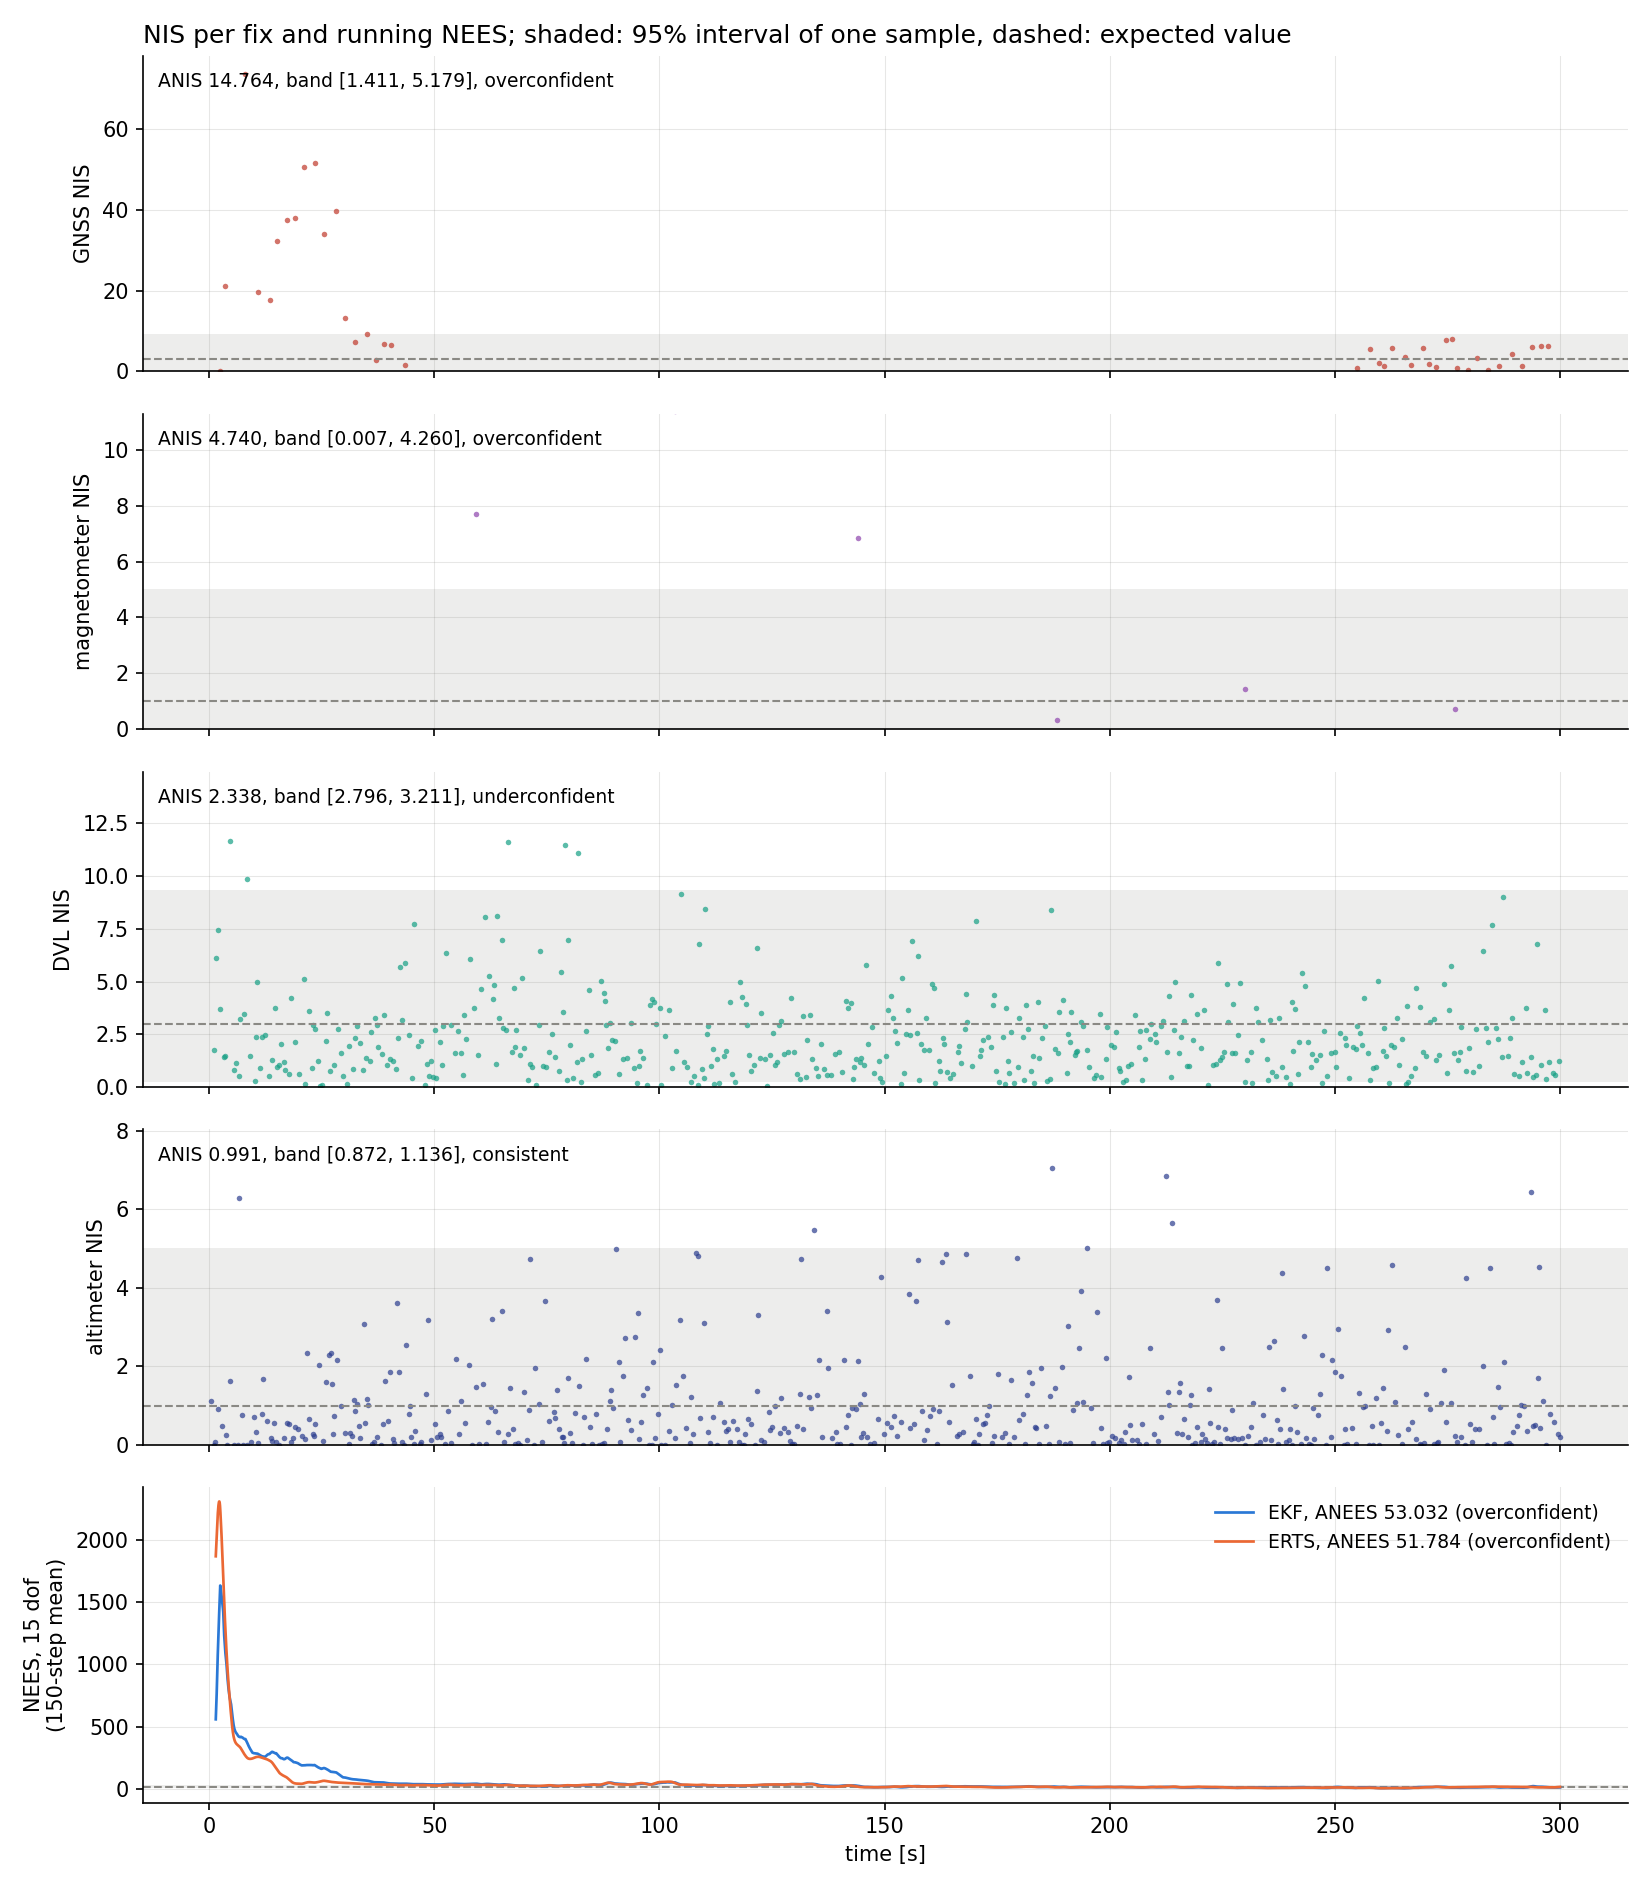 NIS per fix and running NEES; shaded: 95% interval of one sample, dashed: expected value
ANIS 14.764, band [1.411, 5.179], overconfident
GNSS NIS
60
40
20
0
ANIS 4.740, band [0.007, 4.260], overconfident
magnetometer NIS
10
8
6
4
2
0
ANIS 2.338, band [2.796, 3.211], underconfident
DVL NIS
12.5
10.0
7.5
5.0
2.5
0.0
ANIS 0.991, band [0.872, 1.136], consistent
altimeter NIS
8
6
4
2
0
EKF, ANEES 53.032 (overconfident)
ERTS, ANEES 51.784 (overconfident)
NEES, 15 dof
(150-step mean)
2000
1500
1000
500
0
0 50 100 150 200 250 300
time [s]